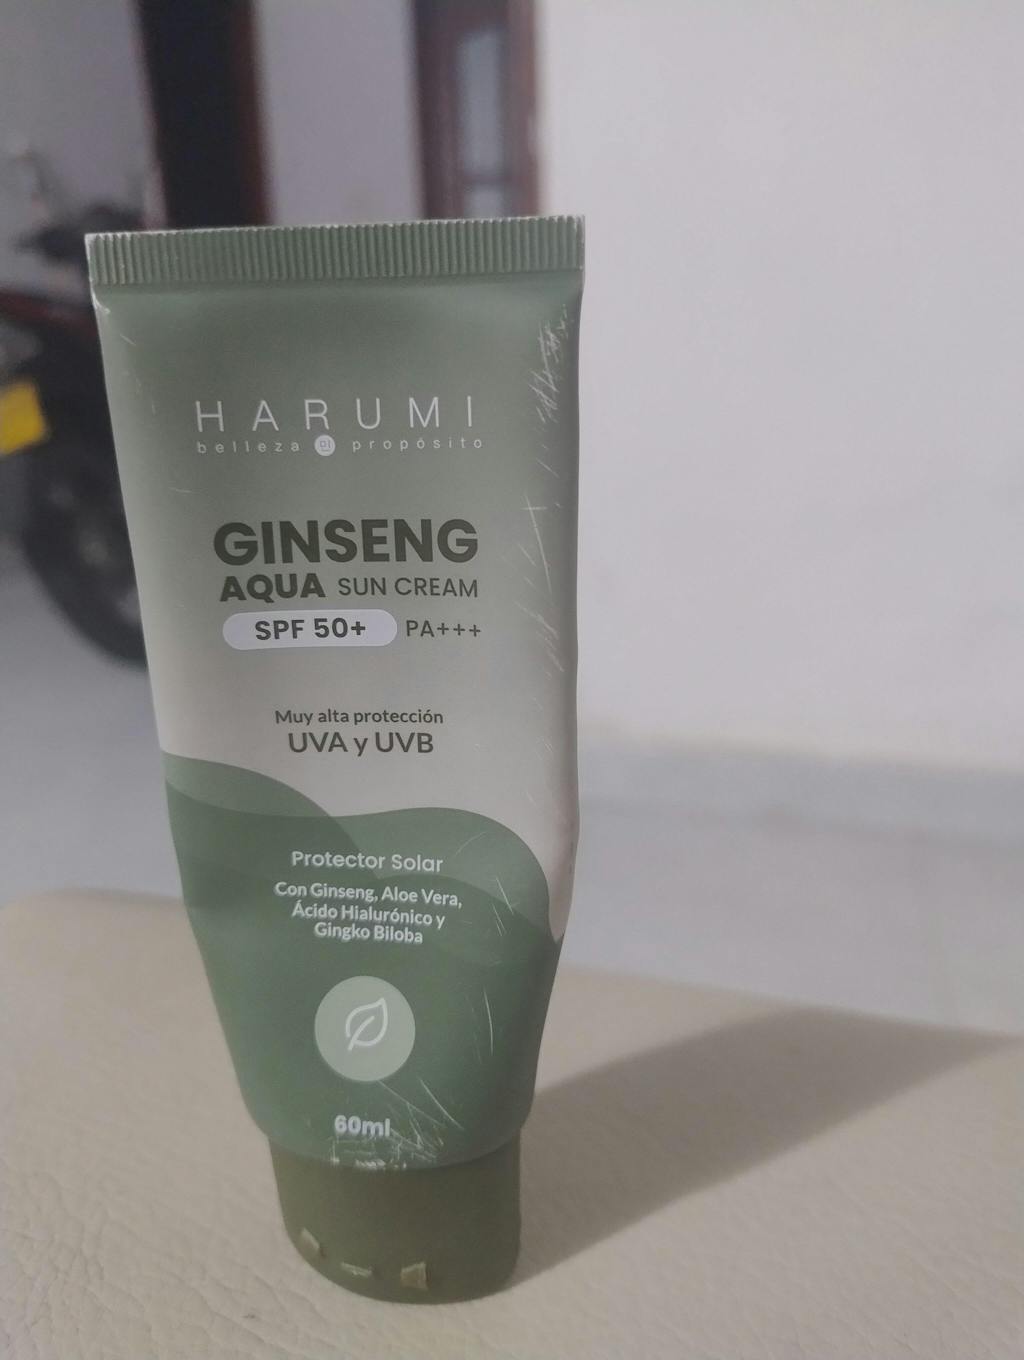 HARUMI
belleza 미 propósito
GINSENG
AQUA SUN CREAM
SPF 50+ PA+++
Muy alta protección
UVA y UVB
Protector Solar
Con Ginseng, Aloe Vera,
Ácido Hialurónico y
Gingko Biloba
60ml